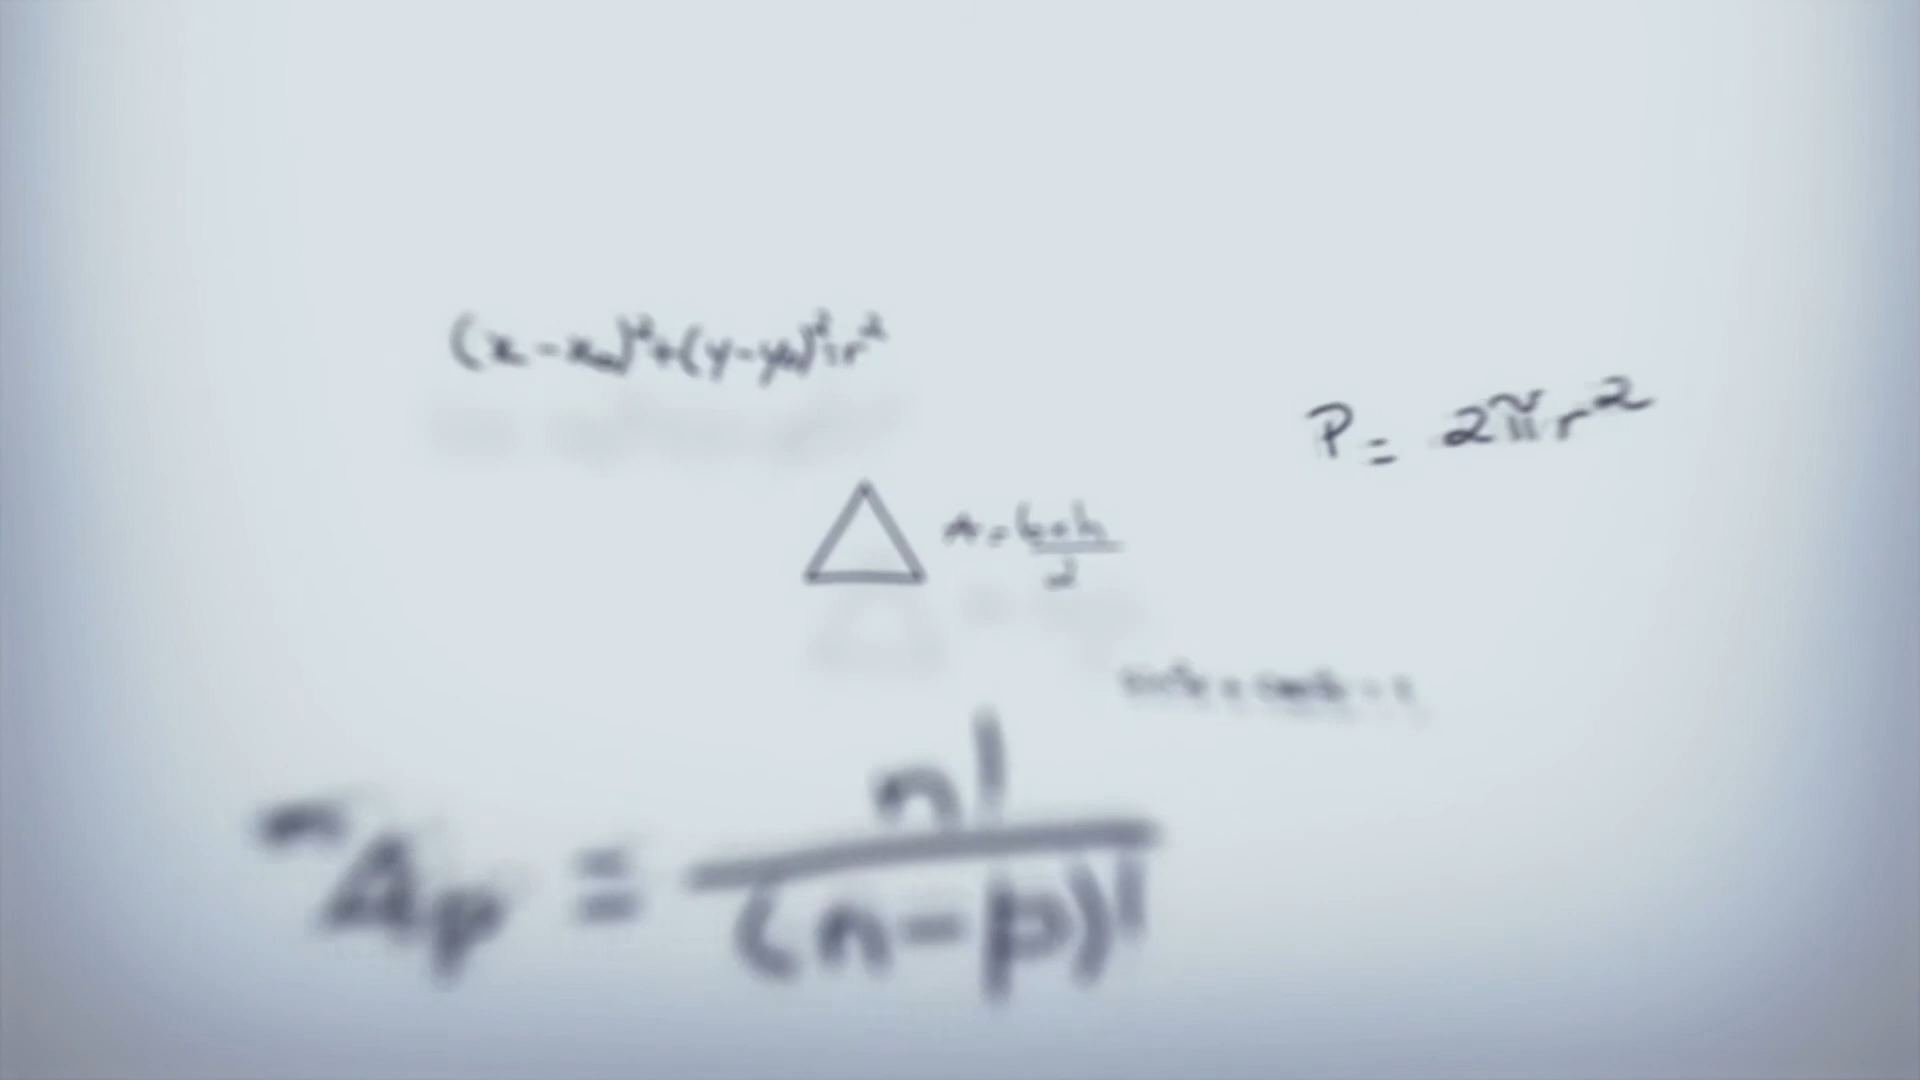 (x-x₀)²+(y-y₀)²=r²
P = 2πr²
A = b*h/2
ⁿAₚ = n!/(n-p)!